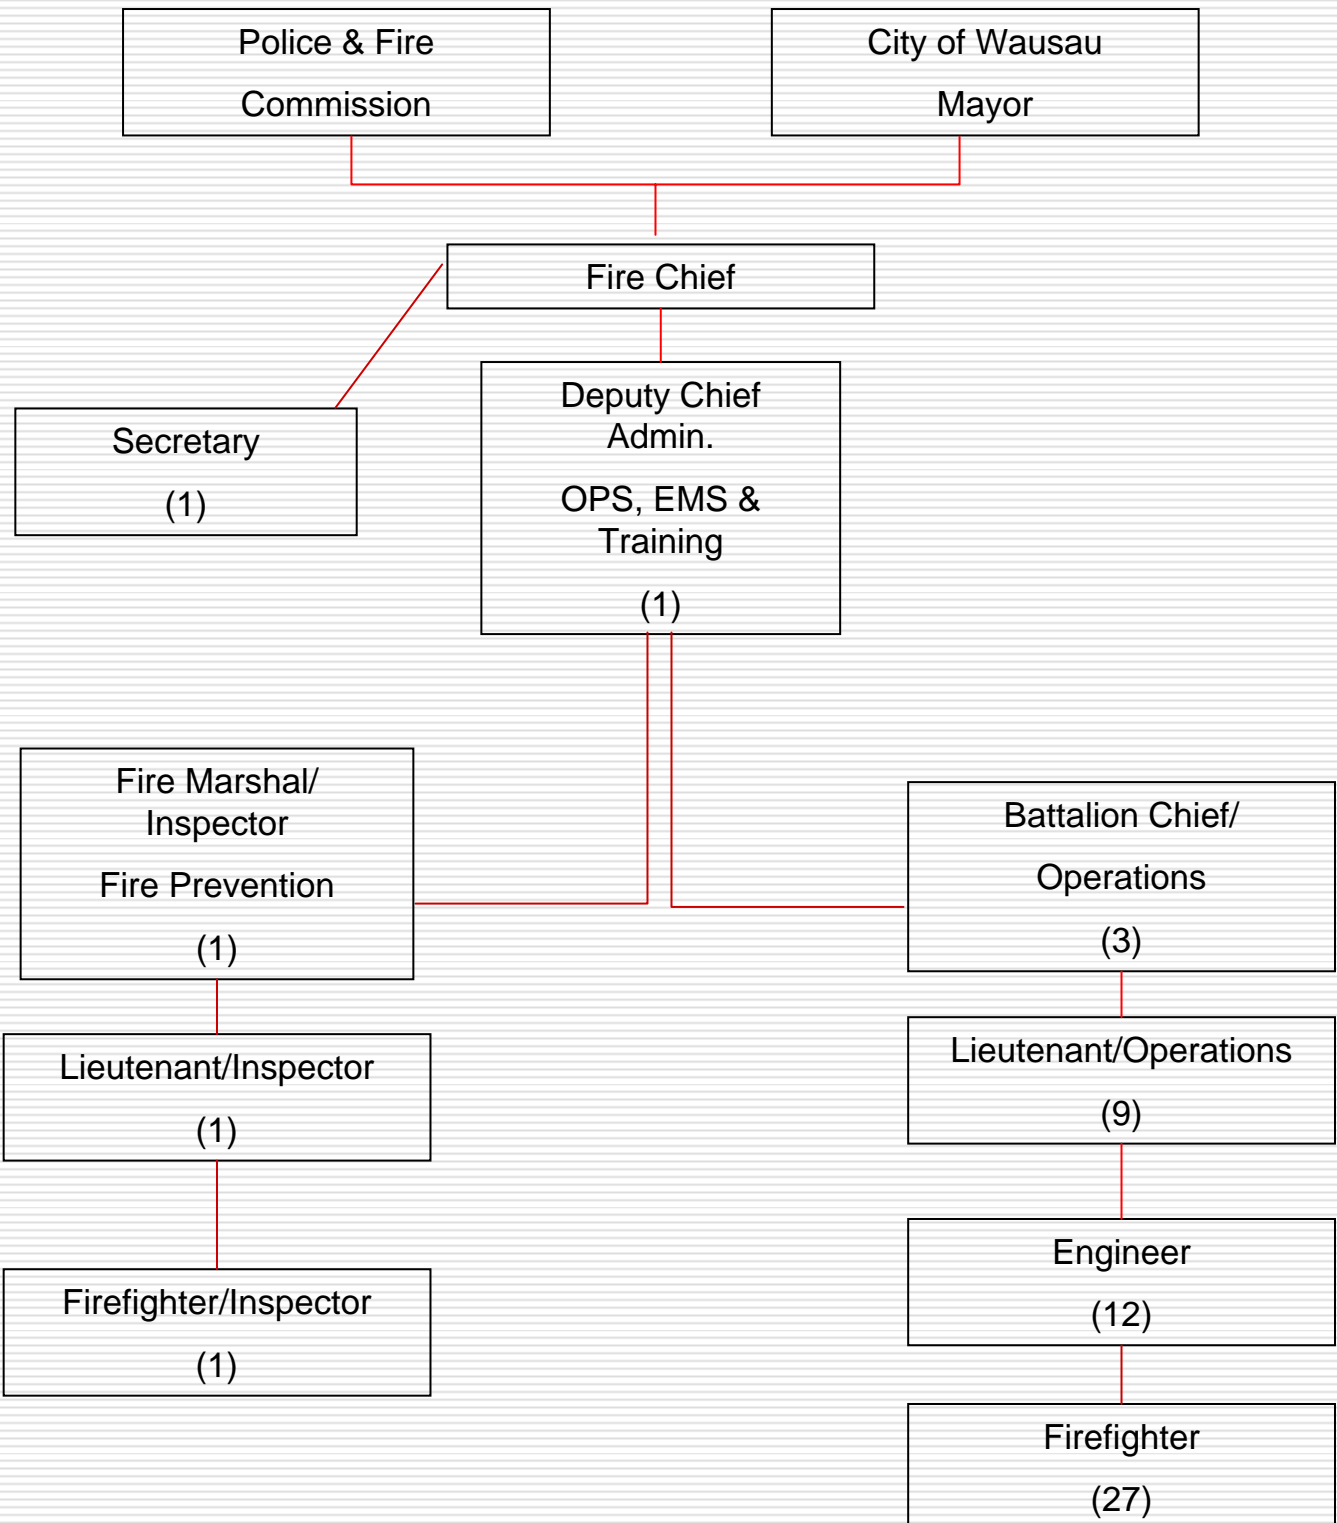 Police & Fire
Commission
City of Wausau
Mayor
Fire Chief
Secretary
(1)
Deputy Chief
Admin.
OPS, EMS &
Training
(1)
Fire Marshal/
Inspector
Fire Prevention
(1)
Battalion Chief/
Operations
(3)
Lieutenant/Inspector
(1)
Lieutenant/Operations
(9)
Firefighter/Inspector
(1)
Engineer
(12)
Firefighter
(27)